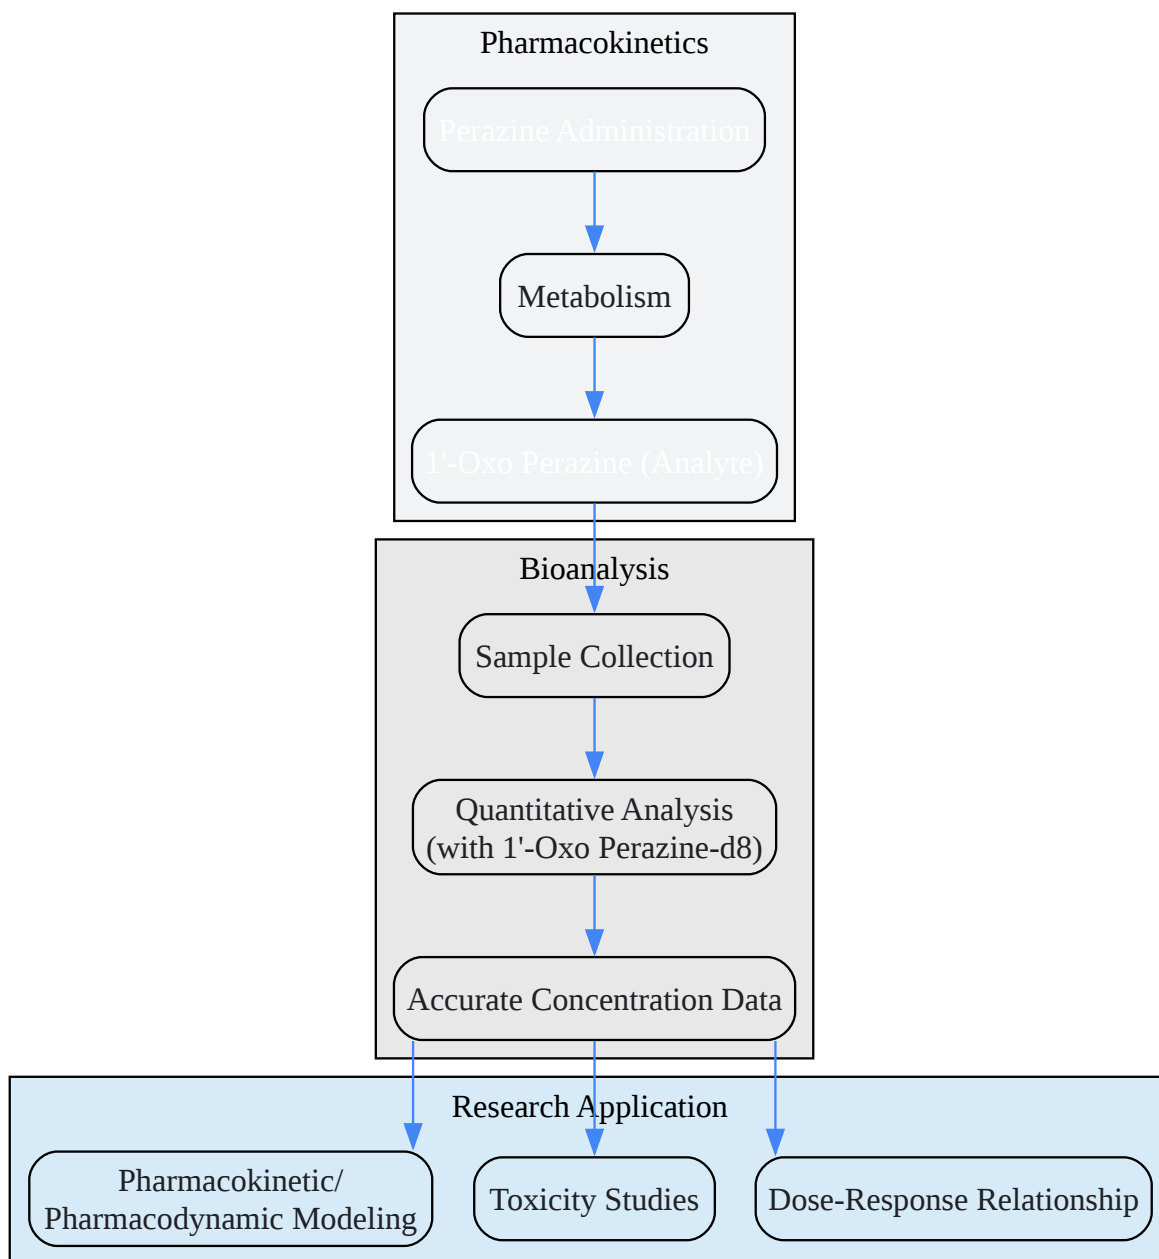 Pharmacokinetics
Perazine Administration
Metabolism
1'-Oxo Perazine (Analyte)
Bioanalysis
Sample Collection
Quantitative Analysis
(with 1'-Oxo Perazine-d8)
Accurate Concentration Data
Research Application
Pharmacokinetic/
Pharmacodynamic Modeling
Toxicity Studies
Dose-Response Relationship